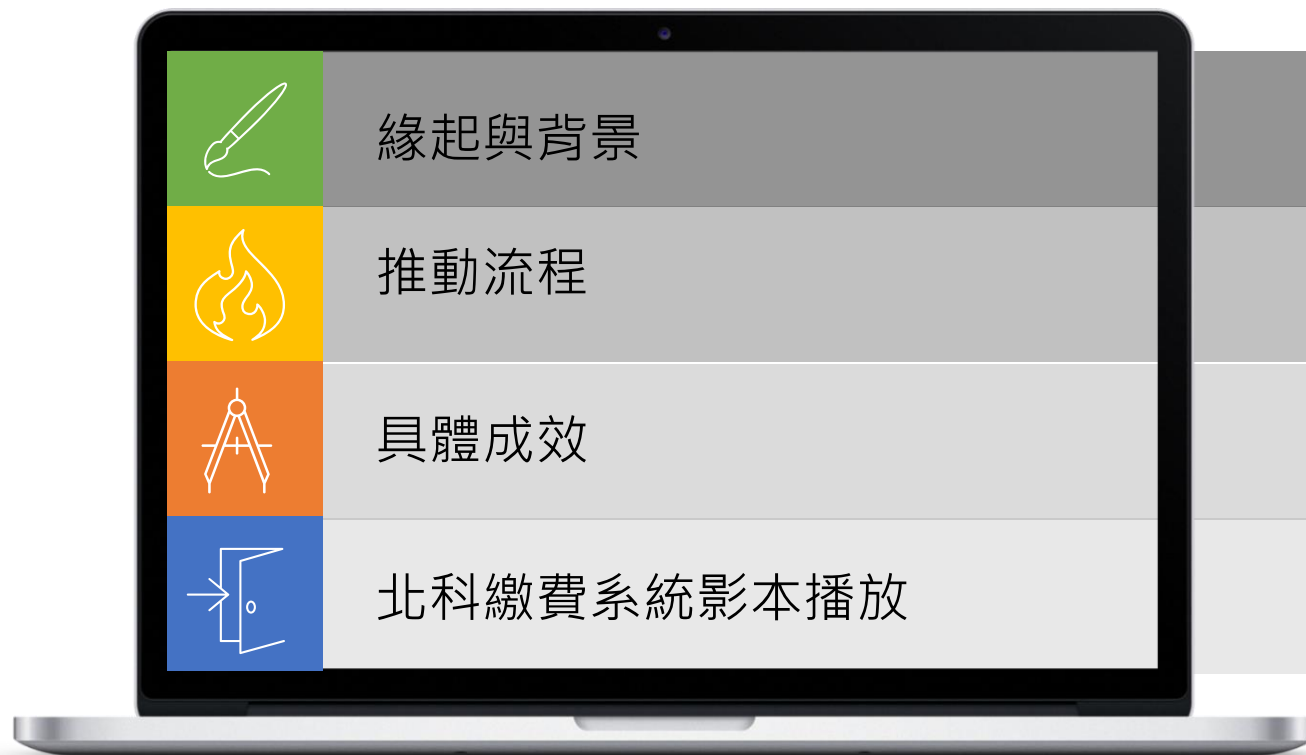 緣起與背景
推動流程
具體成效
北科繳費系統影本播放